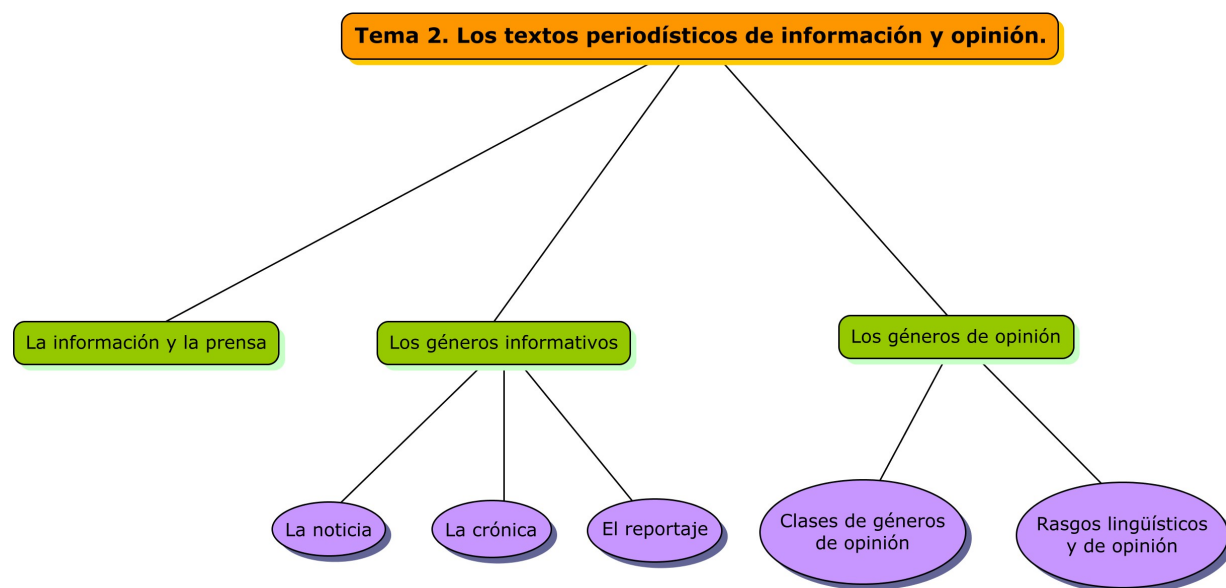 Tema 2. Los textos periodísticos de información y opinión.
La información y la prensa
Los géneros informativos
Los géneros de opinión
La noticia
La crónica
El reportaje
Clases de géneros
de opinión
Rasgos lingüísticos
y de opinión